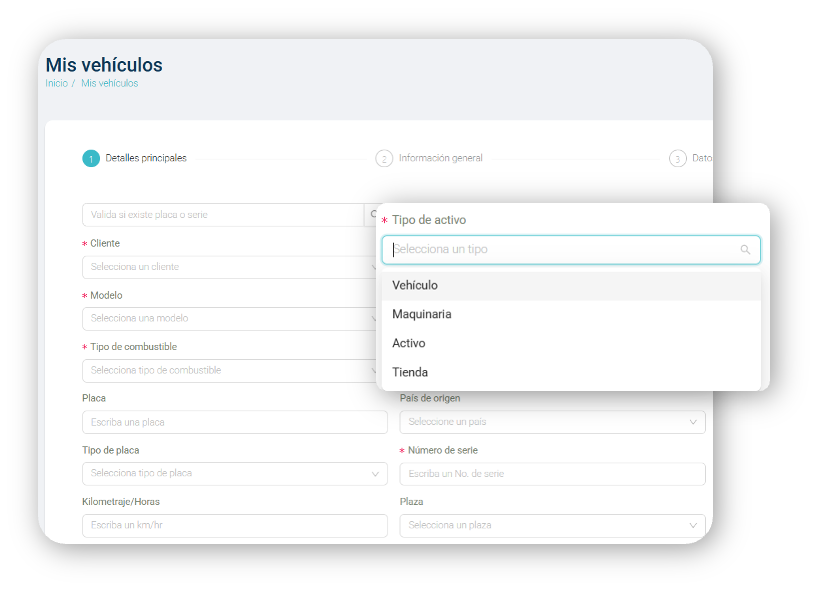 Mis vehículos
Inicio / Mis vehículos
1 Detalles principales
2 Información general
3 Dato
Valida si existe placa o serie
* Cliente
Selecciona un cliente
* Modelo
Selecciona una modelo
* Tipo de combustible
Selecciona tipo de combustible
* Tipo de activo
Selecciona un tipo
Vehículo
Maquinaria
Activo
Tienda
Placa
País de origen
Escriba una placa
Seleccione un país
Tipo de placa
* Número de serie
Selecciona tipo de placa
Escriba un No. de serie
Kilometraje/Horas
Plaza
Escriba un km/hr
Selecciona un plaza